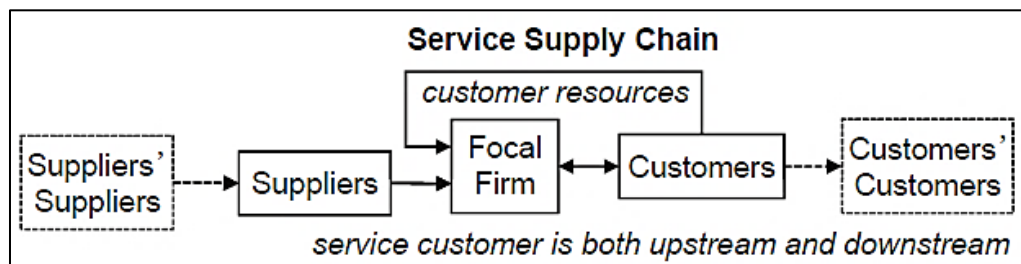 Service Supply Chain
customer resources
Suppliers’
Suppliers
Suppliers
Focal
Firm
Customers
Customers’
Customers
service customer is both upstream and downstream